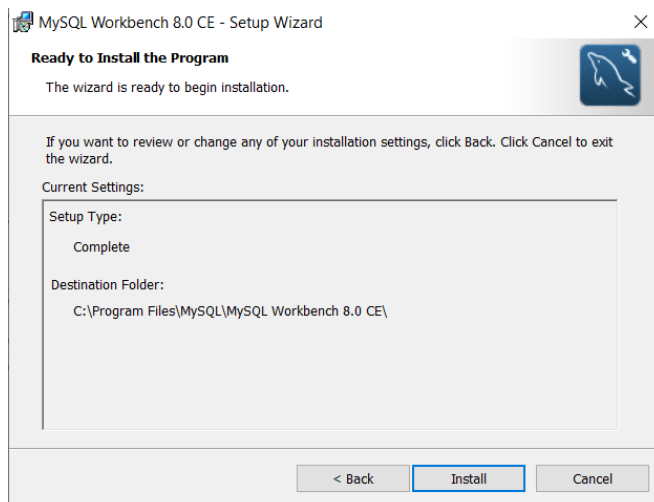 MySQL Workbench 8.0 CE - Setup Wizard
Ready to Install the Program
The wizard is ready to begin installation.
If you want to review or change any of your installation settings, click Back. Click Cancel to exit
the wizard.
Current Settings:
Setup Type:
Complete
Destination Folder:
C:\Program Files\MySQL\MySQL Workbench 8.0 CE\
< Back
Install
Cancel